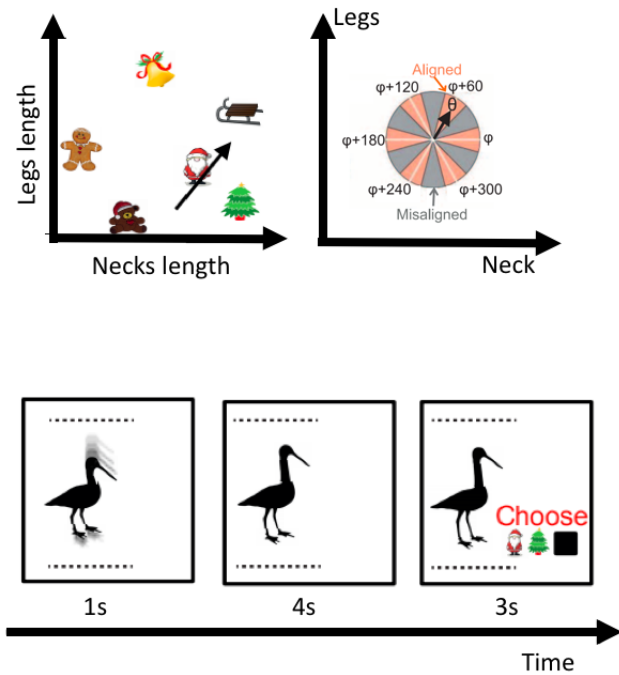 Legs length
Necks length
Legs
Aligned
φ+120
φ+60
θ
φ+180
φ
φ+240
φ+300
Misaligned
Neck
Choose
1s
4s
3s
Time